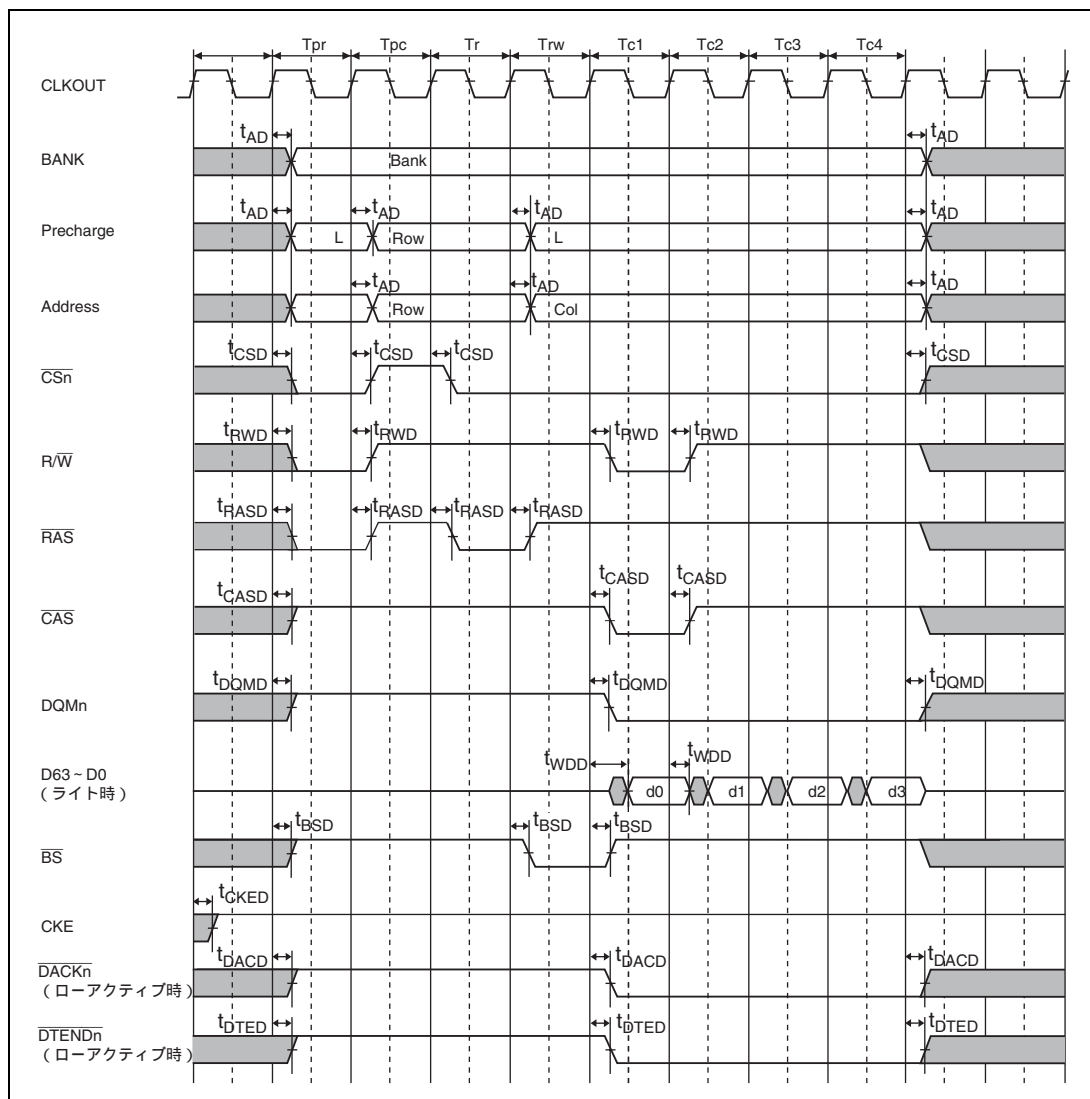 Tpr Tpc Tr Trw Tc1 Tc2 Tc3 Tc4
CLKOUT
tAD tAD
BANK Bank
tAD tAD tAD tAD
Precharge L Row L
tAD tAD tAD
Address Row Col
tCSD tCSD tCSD tCSD
CSn
tRWD tRWD tRWD tRWD
R/W
tRASD tRASD tRASD tRASD
RAS
tCASD tCASD tCASD
CAS
tDQMD tDQMD tDQMD
DQMn
tWDD tWDD
D63~D0 d0 d1 d2 d3
(ライト時)
tBSD tBSD tBSD
BS
tCKED
CKE
tDACD tDACD tDACD
DACKn
(ローアクティブ時)
tDTED tDTED tDTED
DTENDn
(ローアクティブ時)